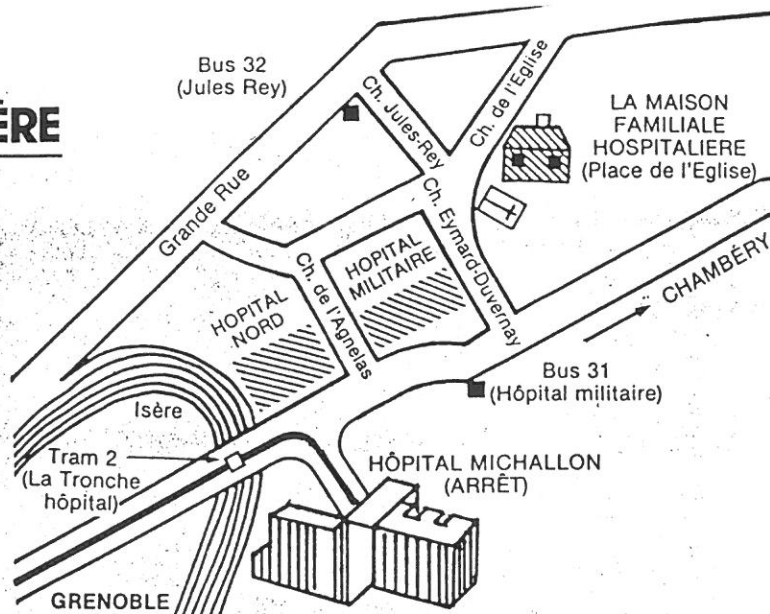 ÈRE
Bus 32
(Jules Rey)
Ch. Jules-Rey
Ch. de l'Eglise
LA MAISON
FAMILIALE
HOSPITALIERE
(Place de l'Eglise)
Grande Rue
Ch. Eymard-Duvernay
HOPITAL
MILITAIRE
Ch. de l'Agnelas
HOPITAL
NORD
CHAMBÉRY
Bus 31
(Hôpital militaire)
Isère
Tram 2
(La Tronche
hôpital)
HÔPITAL MICHALLON
(ARRÊT)
GRENOBLE